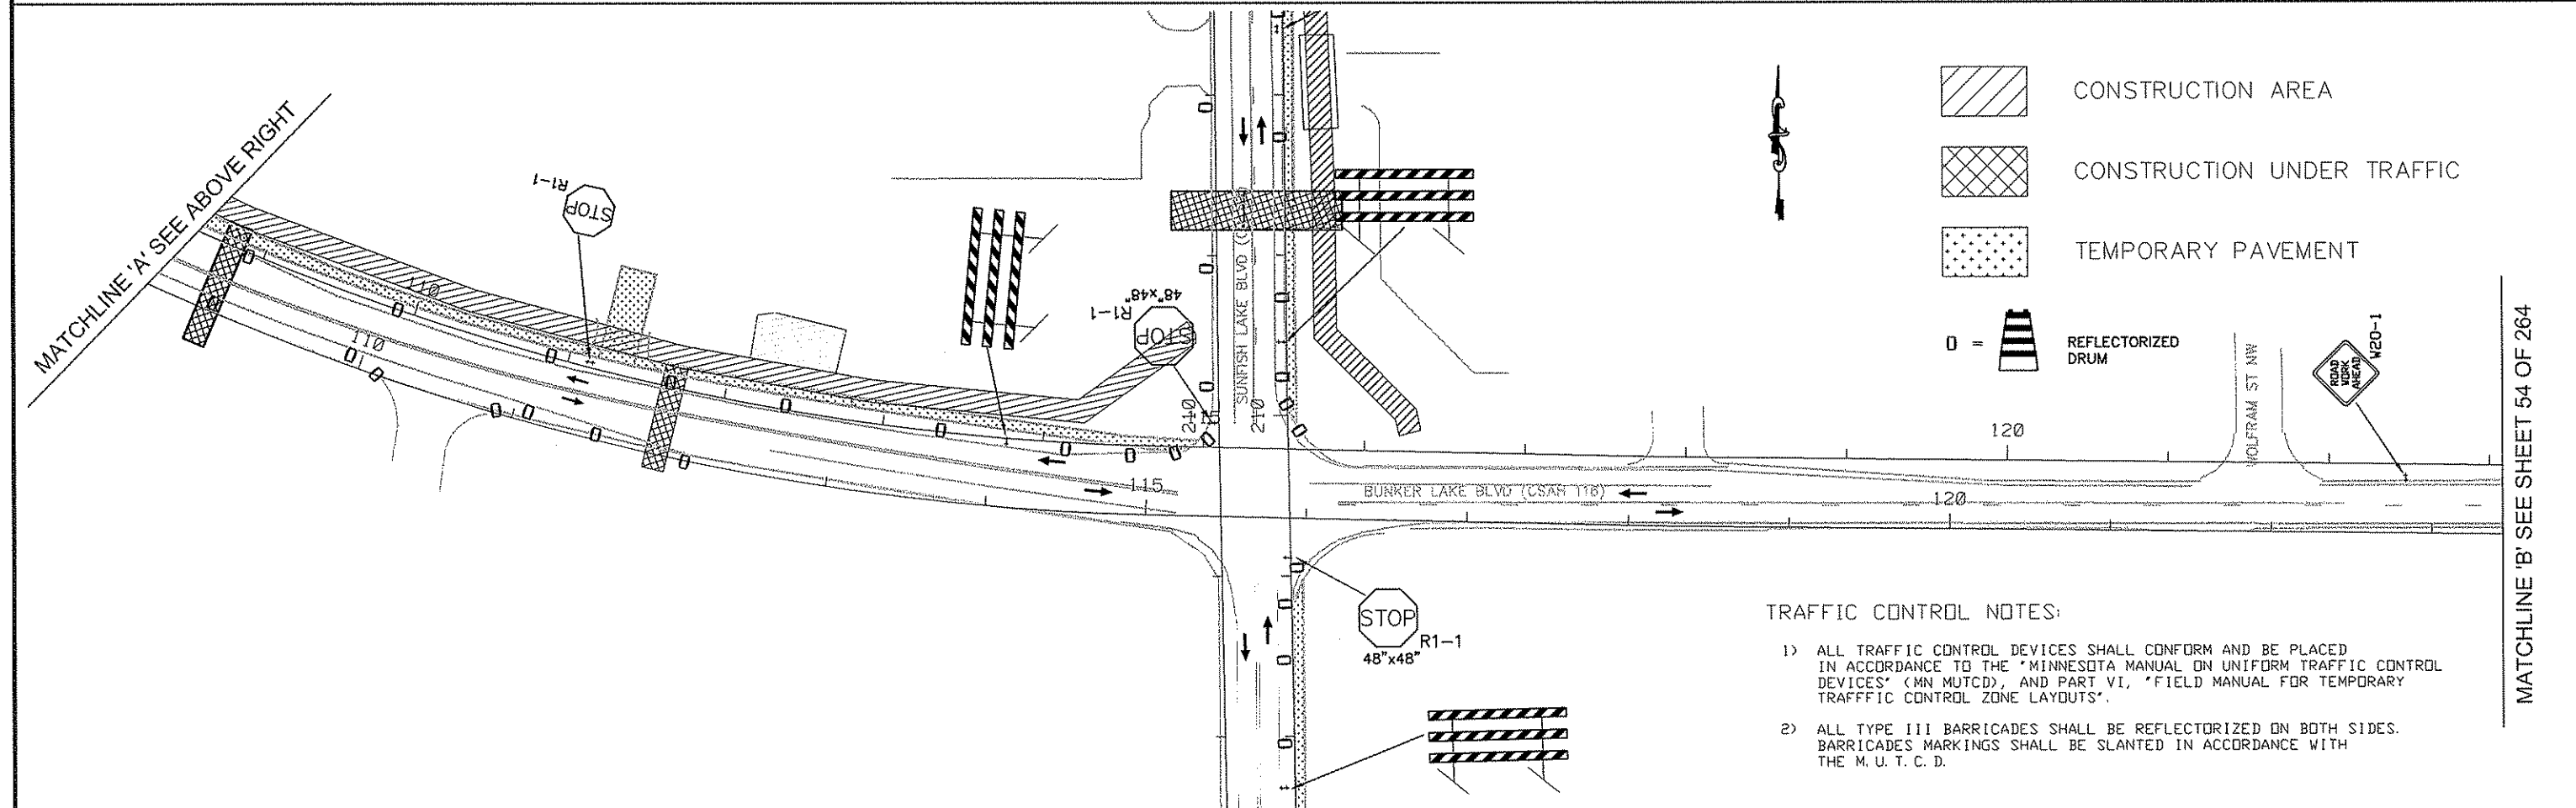 MATCHLINE 'A' SEE ABOVE RIGHT
R1-1
STOP
110
110
48"x48"
R1-1
STOP
SUNFISH LAKE BLVD
210
210
115
BUNKER LAKE BLVD (CSAH 116)
120
120
WOLFRAM ST NW
ROAD
WORK
AHEAD
W20-1
MATCHLINE 'B' SEE SHEET 54 OF 264
CONSTRUCTION AREA
CONSTRUCTION UNDER TRAFFIC
TEMPORARY PAVEMENT
0 =
REFLECTORIZED
DRUM
STOP
R1-1
48"x48"
TRAFFIC CONTROL NOTES:
1) ALL TRAFFIC CONTROL DEVICES SHALL CONFORM AND BE PLACED
IN ACCORDANCE TO THE "MINNESOTA MANUAL ON UNIFORM TRAFFIC CONTROL
DEVICES" (MN MUTCD), AND PART VI, "FIELD MANUAL FOR TEMPORARY
TRAFFFIC CONTROL ZONE LAYOUTS".
2) ALL TYPE III BARRICADES SHALL BE REFLECTORIZED ON BOTH SIDES.
BARRICADES MARKINGS SHALL BE SLANTED IN ACCORDANCE WITH
THE M. U. T. C. D.